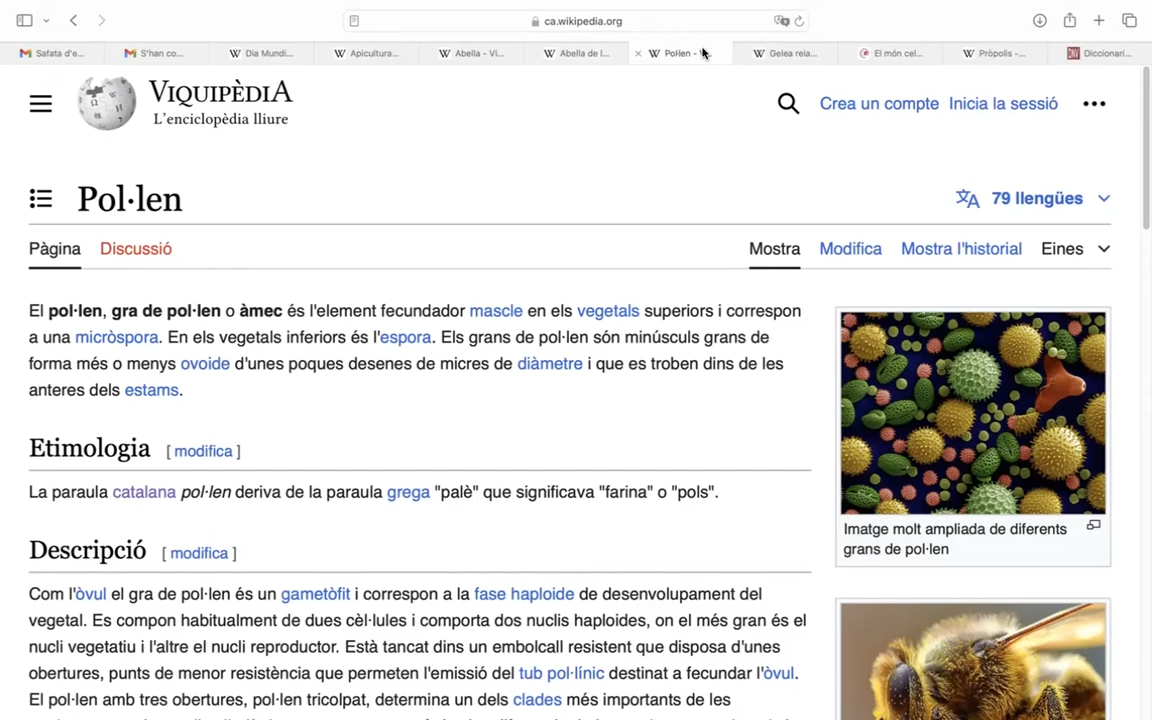 ca.wikipedia.org
Safata d'e...
S'han co...
Dia Mundi...
Apicultura...
Abella - Vi...
Abella de l...
Pol·len -
Gelea reia...
El món cel...
Pròpolis -...
Diccionari...
VIQUIPÈDIA
L'enciclopèdia lliure
Crea un compte Inicia la sessió
Pol·len
79 llengües
Pàgina Discussió
Mostra Modifica Mostra l'historial Eines
El pol·len, gra de pol·len o àmec és l'element fecundador mascle en els vegetals superiors i correspon
a una micròspora. En els vegetals inferiors és l'espora. Els grans de pol·len són minúsculs grans de
forma més o menys ovoide d'unes poques desenes de micres de diàmetre i que es troben dins de les
anteres dels estams.
Etimologia [ modifica ]
La paraula catalana pol·len deriva de la paraula grega "palè" que significava "farina" o "pols".
Imatge molt ampliada de diferents
grans de pol·len
Descripció [ modifica ]
Com l'òvul el gra de pol·len és un gametòfit i correspon a la fase haploide de desenvolupament del
vegetal. Es compon habitualment de dues cèl·lules i comporta dos nuclis haploides, on el més gran és el
nucli vegetatiu i l'altre el nucli reproductor. Està tancat dins un embolcall resistent que disposa d'unes
obertures, punts de menor resistència que permeten l'emissió del tub pol·línic destinat a fecundar l'òvul.
El pol·len amb tres obertures, pol·len tricolpat, determina un dels clades més importants de les